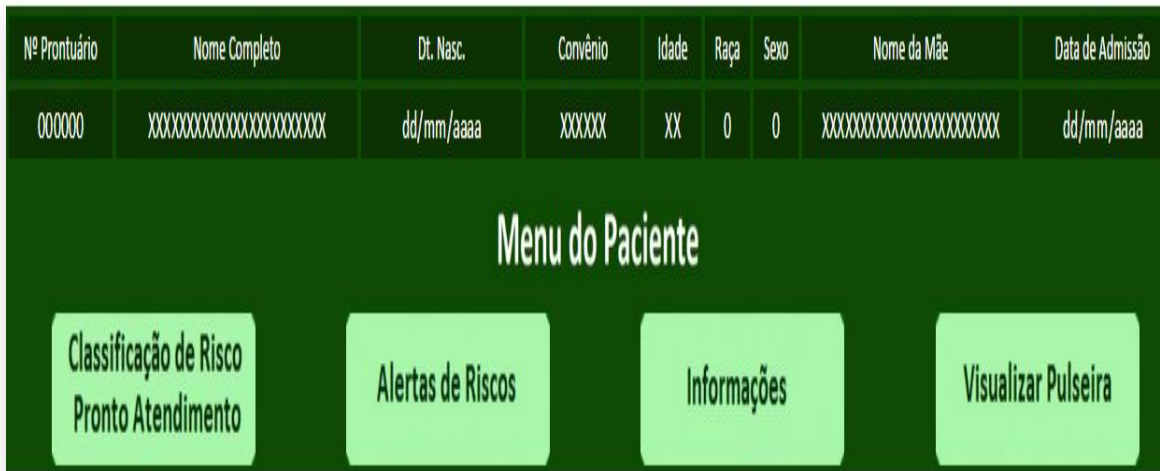 Nº Prontuário Nome Completo Dt. Nasc. Convênio Idade Raça Sexo Nome da Mãe Data de Admissão
000000 XXXXXXXXXXXXXXXXXXXXXX dd/mm/aaaa XXXXXX XX 0 0 XXXXXXXXXXXXXXXXXXXXXX dd/mm/aaaa
Menu do Paciente
Classificação de Risco
Pronto Atendimento
Alertas de Riscos
Informações
Visualizar Pulseira